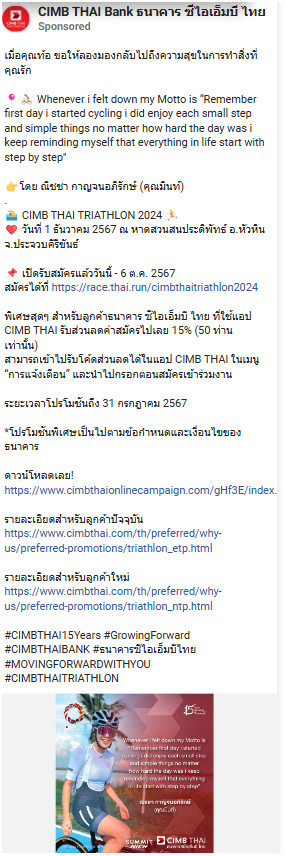 CIMB THAI Bank ธนาคาร ซีไอเอ็มบี ไทย
Sponsored
เมื่อคุณท้อ ขอให้ลองมองกลับไปถึงความสุขในการทำสิ่งที่
คุณรัก
🎈 🚴🏻 Whenever i felt down my Motto is “Remember
first day i started cycling i did enjoy each small step
and simple things no matter how hard the day was i
keep reminding myself that everything in life start with
step by step"
👉 โดย ณิชชา กาญจนอภิรักษ์ (คุณมินท์)
.
🏊 CIMB THAI TRIATHLON 2024 🏃
❤️ วันที่ 1 ธันวาคม 2567 ณ หาดสวนสนประดิพัทธ์ อ.หัวหิน
จ.ประจวบคิรีขันธ์
📌 เปิดรับสมัครแล้ววันนี้ - 6 ต.ค. 2567
สมัครได้ที่ https://race.thai.run/cimbthaitriathlon2024
พิเศษสุดๆ สำหรับลูกค้าธนาคาร ซีไอเอ็มบี ไทย ที่ใช้แอป
CIMB THAI รับส่วนลดค่าสมัครไปเลย 15% (50 ท่าน
เท่านั้น)
สามารถเข้าไปรับโค้ดส่วนลดได้ในแอป CIMB THAI ในเมนู
“การแจ้งเตือน” และนำไปกรอกตอนสมัครเข้าร่วมงาน
ระยะเวลาโปรโมชันถึง 31 กรกฎาคม 2567
*โปรโมชันพิเศษเป็นไปตามข้อกำหนดและเงื่อนไขของ
ธนาคาร
ดาวน์โหลดเลย!
https://www.cimbthaionlinecampaign.com/gHf3E/index.
รายละเอียดสำหรับลูกค้าปัจจุบัน
https://www.cimbthai.com/th/preferred/why-
us/preferred-promotions/triathlon_etp.html
รายละเอียดสำหรับลูกค้าใหม่
https://www.cimbthai.com/th/preferred/why-
us/preferred-promotions/triathlon_ntp.html
#CIMBTHAI15Years #GrowingForward
#CIMBTHAIBANK #ธนาคารซีไอเอ็มบีไทย
#MOVINGFORWARDWITHYOU
#CIMBTHAITRIATHLON
Whenever i felt down my Motto is
"Remember first day i started
cycling i did enjoy each small step
and simple things no matter
how hard the day was i keep
reminding myself that everything
in life start with step by step"
ณิชชา กาญจนอภิรักษ์
(คุณมินท์)
SUMMIT
CIMB THAI